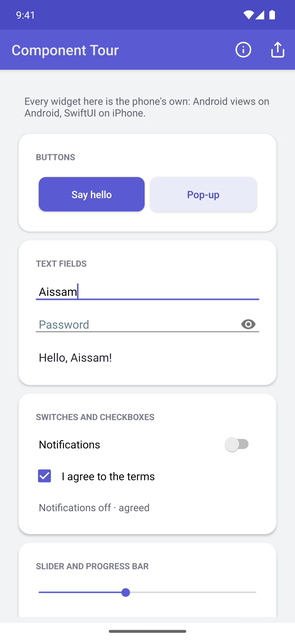 9:41
Component Tour
Every widget here is the phone's own: Android views on
Android, SwiftUI on iPhone.
BUTTONS
Say hello
Pop-up
TEXT FIELDS
Aissam
Password
Hello, Aissam!
SWITCHES AND CHECKBOXES
Notifications
I agree to the terms
Notifications off · agreed
SLIDER AND PROGRESS BAR